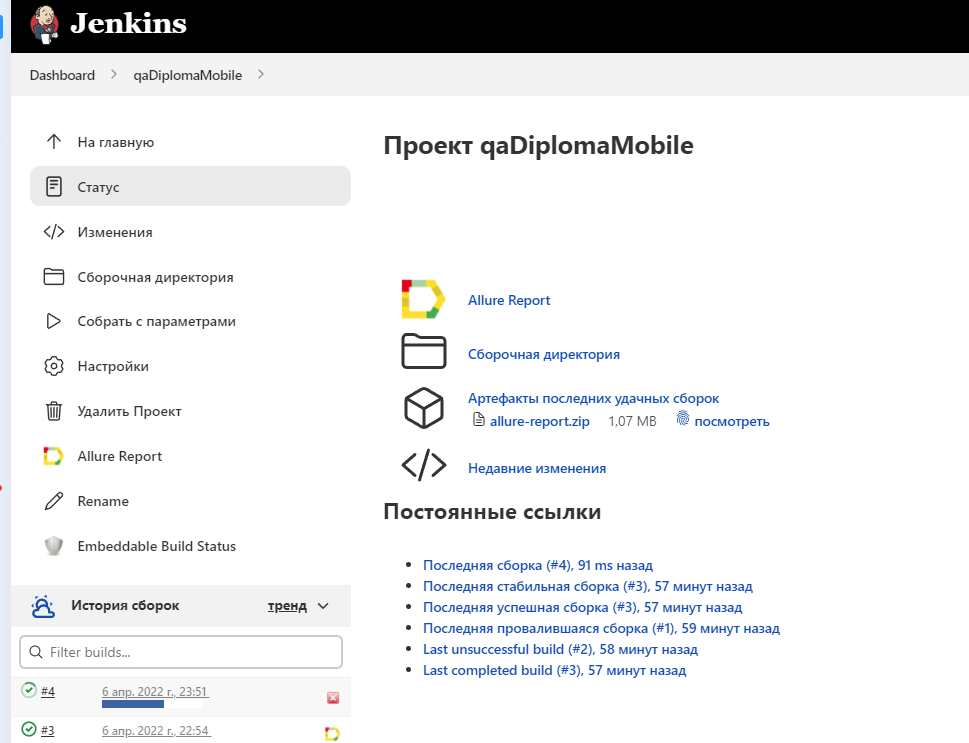 Jenkins
Dashboard
qaDiplomaMobile
На главную
Статус
Изменения
Сборочная директория
Собрать с параметрами
Настройки
Удалить Проект
Allure Report
Rename
Embeddable Build Status
История сборок тренд
Filter builds...
#4 6 апр. 2022 г., 23:51
#3 6 апр. 2022 г., 22:54
Проект qaDiplomaMobile
Allure Report
Сборочная директория
Артефакты последних удачных сборок
allure-report.zip 1,07 MB посмотреть
Недавние изменения
Постоянные ссылки
Последняя сборка (#4), 91 ms назад
Последняя стабильная сборка (#3), 57 минут назад
Последняя успешная сборка (#3), 57 минут назад
Последняя провалившаяся сборка (#1), 59 минут назад
Last unsuccessful build (#2), 58 минут назад
Last completed build (#3), 57 минут назад